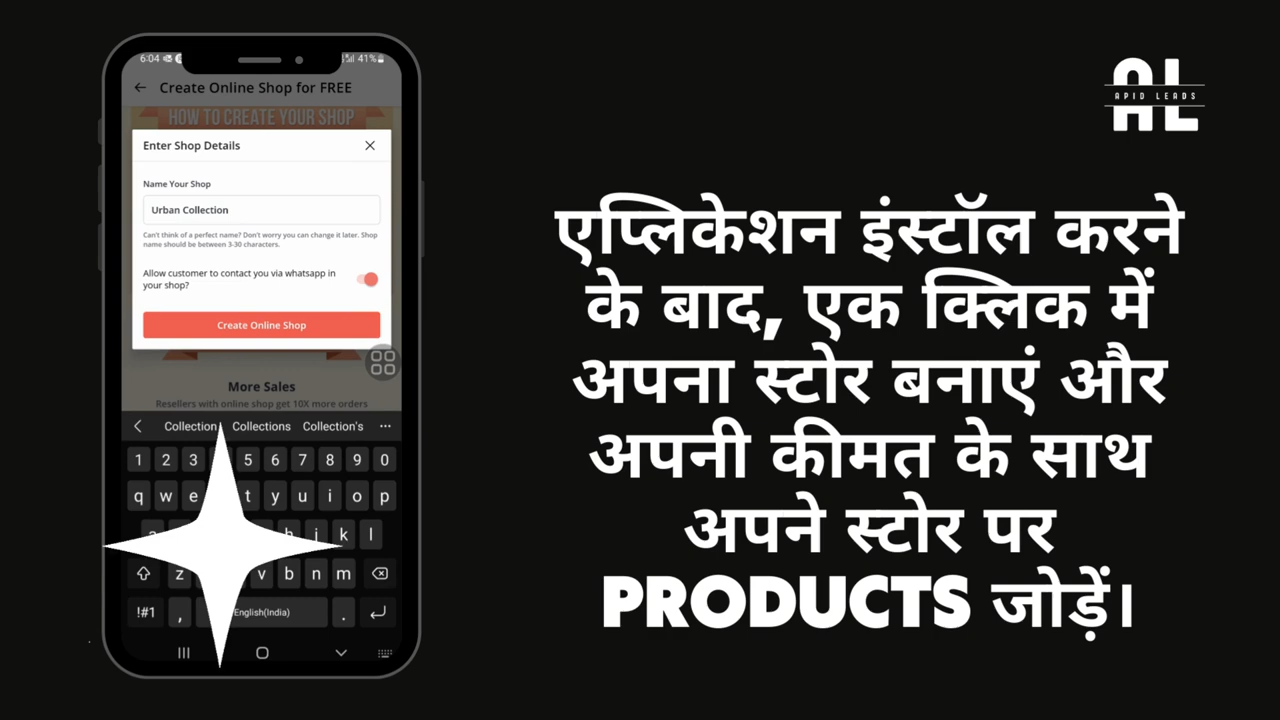 6:04
41%
Create Online Shop for FREE
HOW TO CREATE YOUR SHOP
Enter Shop Details
Name Your Shop
Urban Collection
Can't think of a perfect name? Don't worry you can change it later. Shop
name should be between 3-30 characters.
Allow customer to contact you via whatsapp in
your shop?
Create Online Shop
More Sales
Resellers with online shop get 10X more orders
Collection Collections Collection's ...
1 2 3 5 6 7 8 9 0
q w e t y u i o p
j k l
z v b n m
!#1 , English(India) .
AL
APID LEADS
एप्लिकेशन इंस्टॉल करने
के बाद, एक क्लिक में
अपना स्टोर बनाएं और
अपनी कीमत के साथ
अपने स्टोर पर
PRODUCTS जोड़ें।